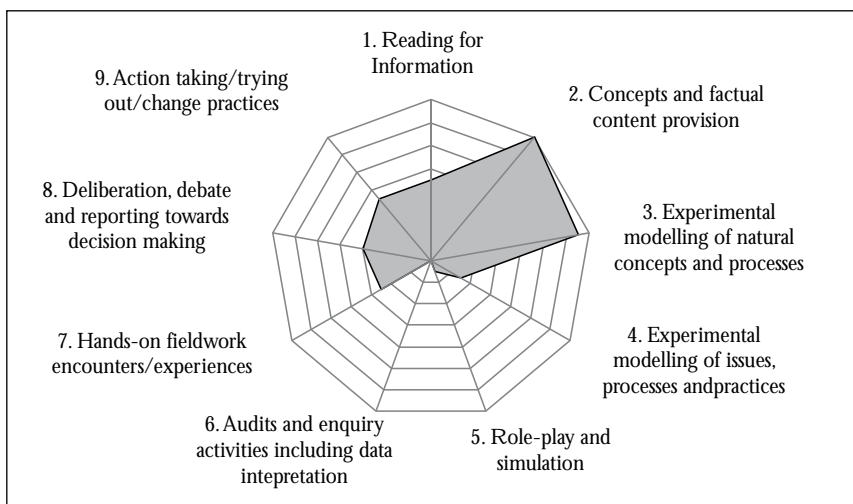 1. Reading for
Information
2. Concepts and factual
content provision
3. Experimental
modelling of natural
concepts and processes
4. Experimental
modelling of issues,
processes andpractices
5. Role-play and
simulation
6. Audits and enquiry
activities including data
intepretation
7. Hands-on fieldwork
encounters/experiences
8. Deliberation, debate
and reporting towards
decision making
9. Action taking/trying
out/change practices